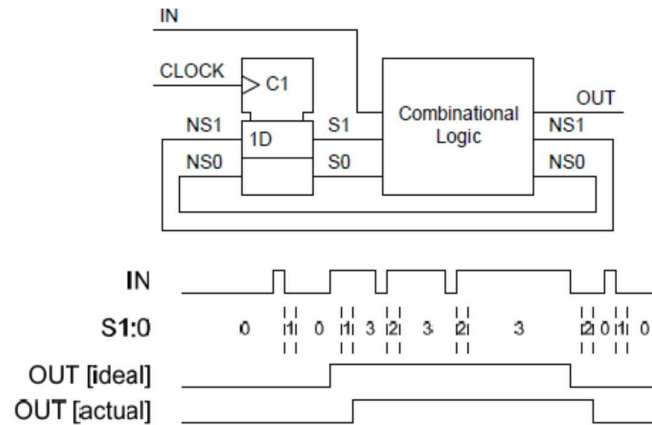 IN
CLOCK
C1
OUT
NS1
1D
S1
Combinational
Logic
NS1
NS0
S0
NS0
IN
S1:0 0 1 0 1 3 2 3 2 3 2 0 1 0
OUT [ideal]
OUT [actual]